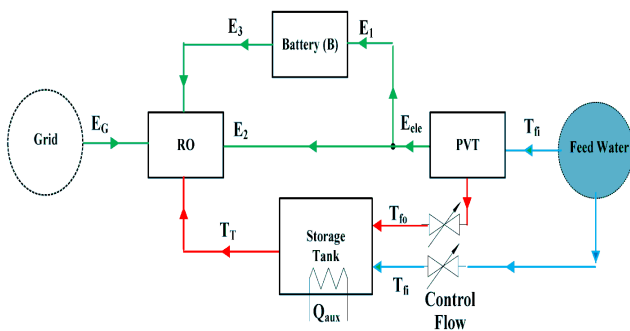 E3
Battery (B)
E1
Grid
EG
RO
E2
Eele
PVT
Tfi
Feed Water
TT
Storage
Tank
Qaux
Tfo
Tfi
Control
Flow